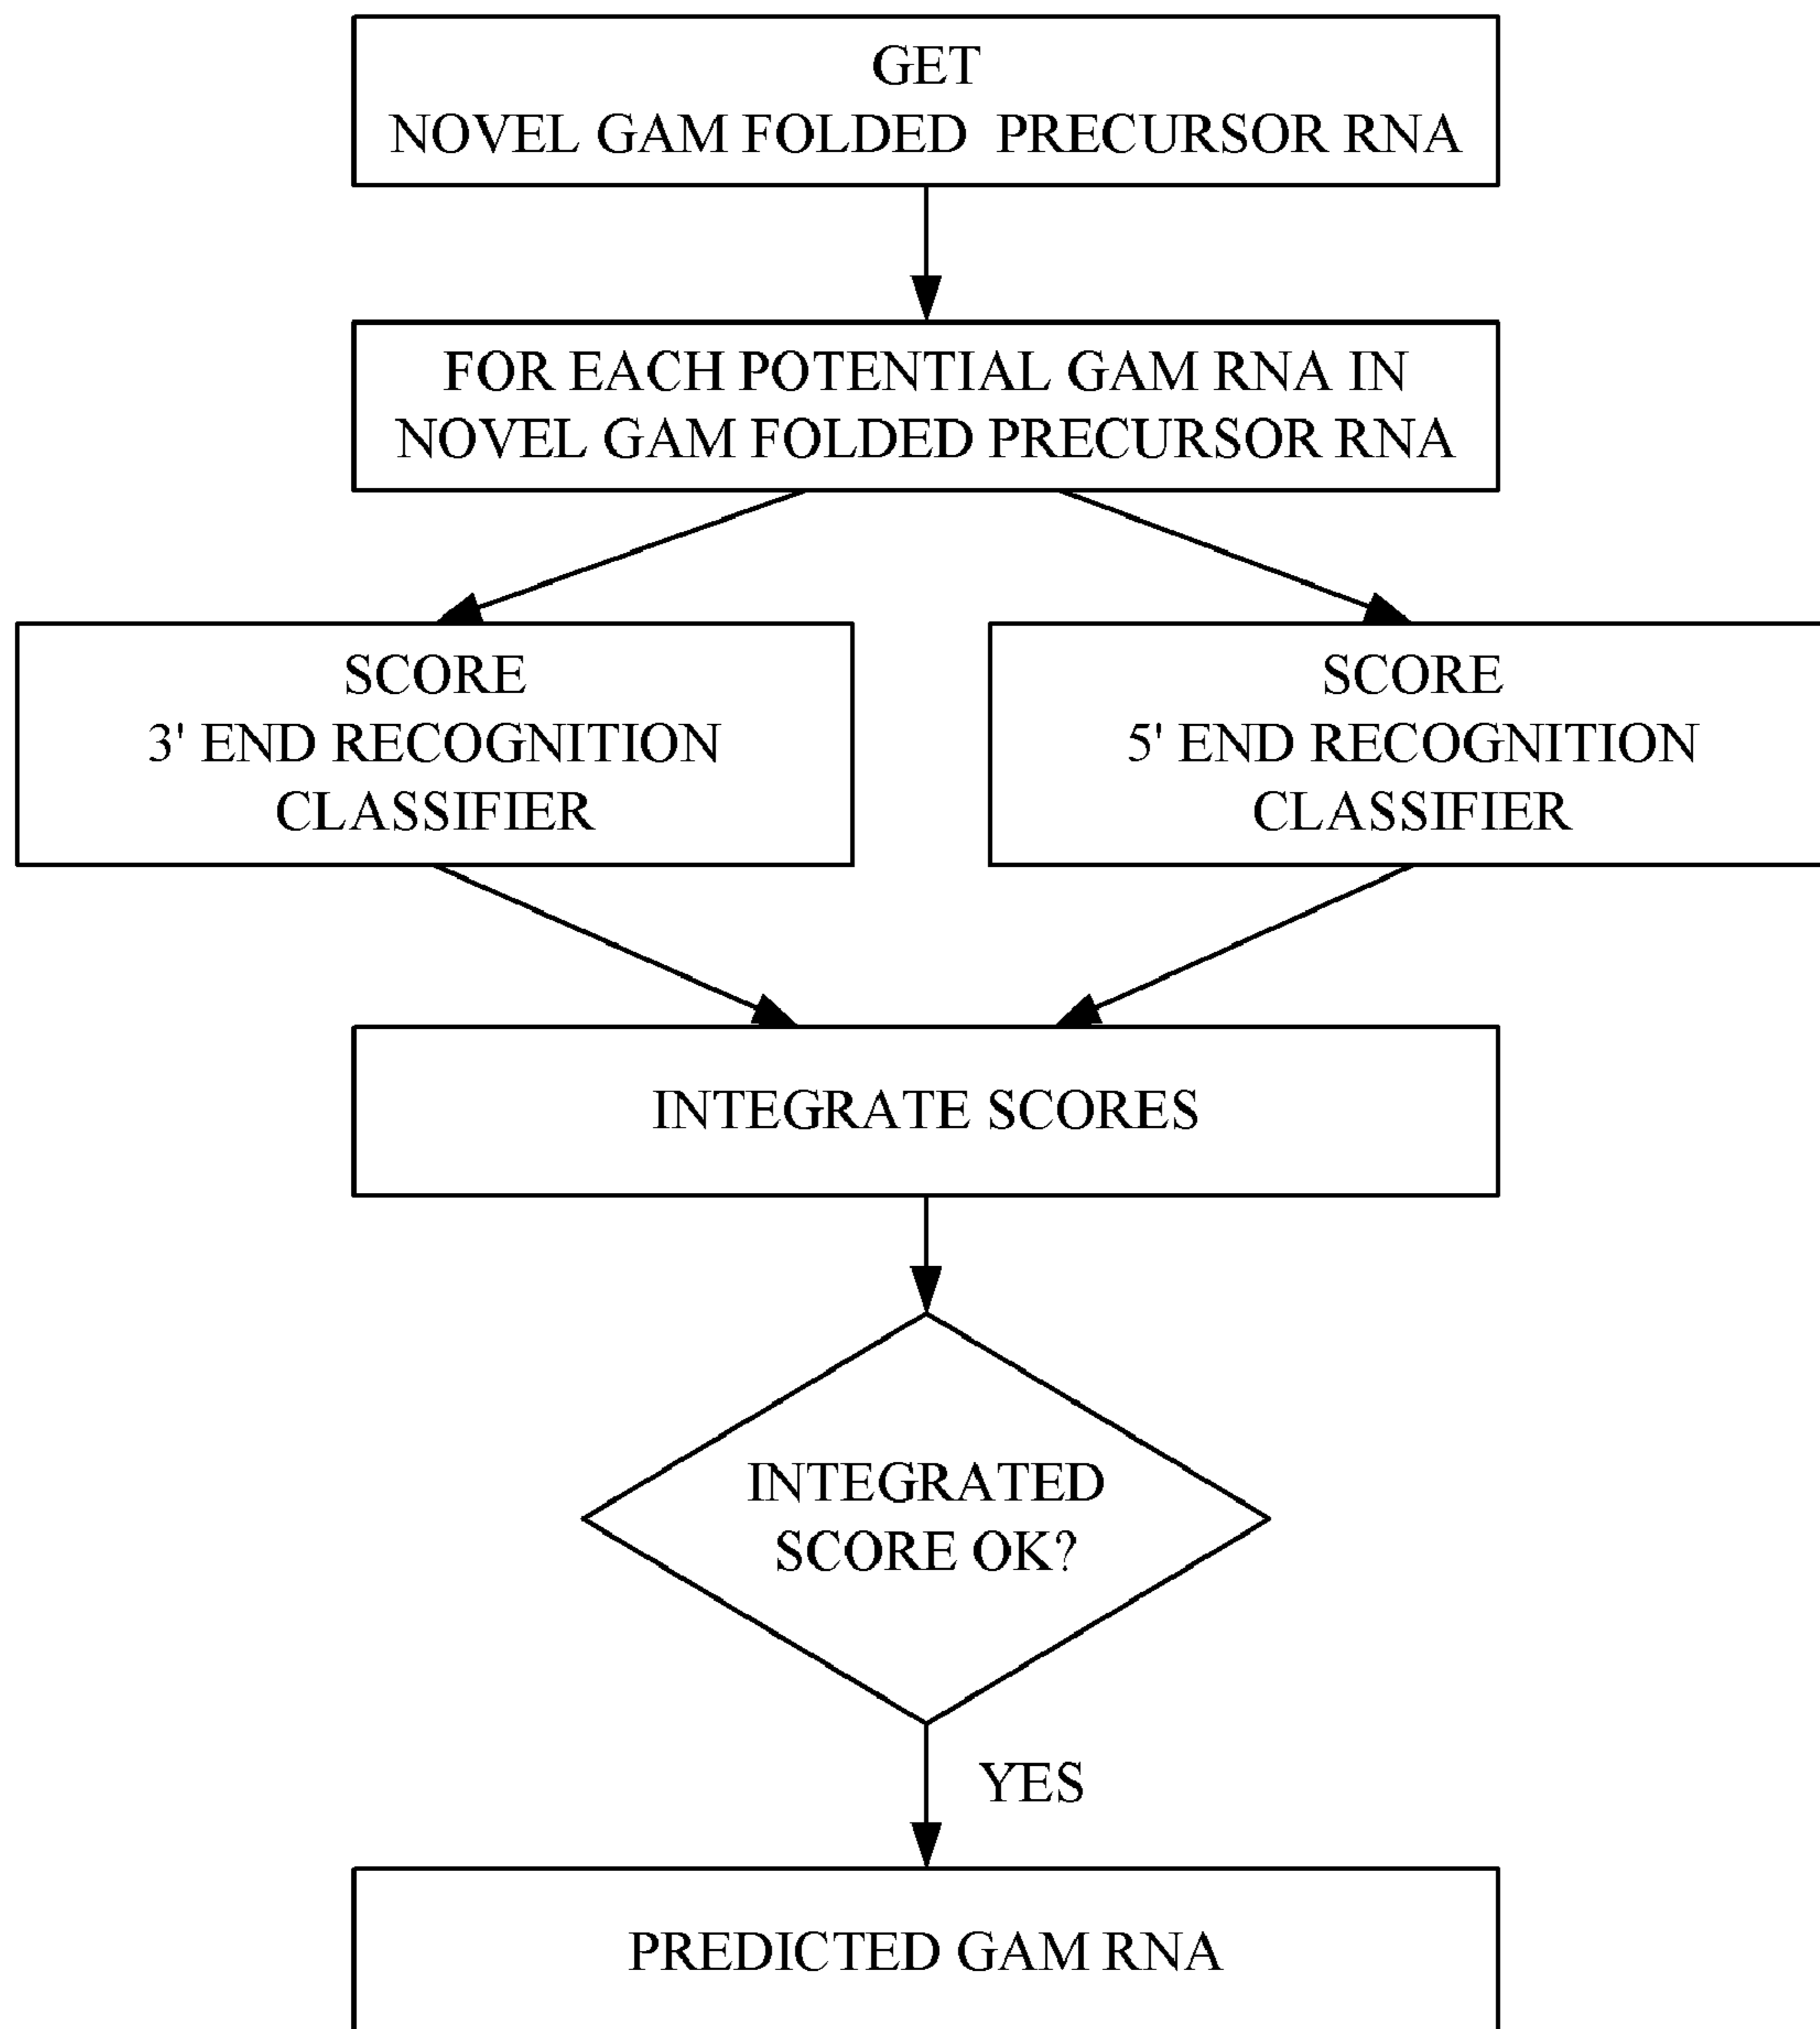 GET
NOVEL GAM FOLDED PRECURSOR RNA
FOR EACH POTENTIAL GAM RNA IN
NOVEL GAM FOLDED PRECURSOR RNA
SCORE
3' END RECOGNITION
CLASSIFIER
SCORE
5' END RECOGNITION
CLASSIFIER
INTEGRATE SCORES
INTEGRATED
SCORE OK?
YES
PREDICTED GAM RNA